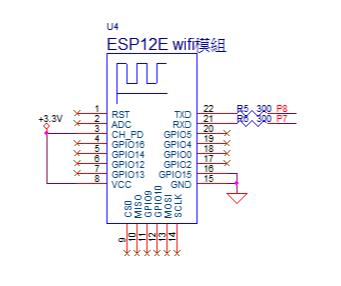 U4
ESP12E wifi模組
+3.3V
1 RST
2 ADC
3 CH_PD
4 GPIO16
5 GPIO14
6 GPIO12
7 GPIO13
8 VCC
TXD 22 R5 300 P8
RXD 21 R6 300 P7
GPIO5 20
GPIO4 19
GPIO0 18
GPIO2 17
GPIO15 16
GND 15
CS0 9
MISO 10
GPIO9 11
GPIO10 12
MOSI 13
SCLK 14